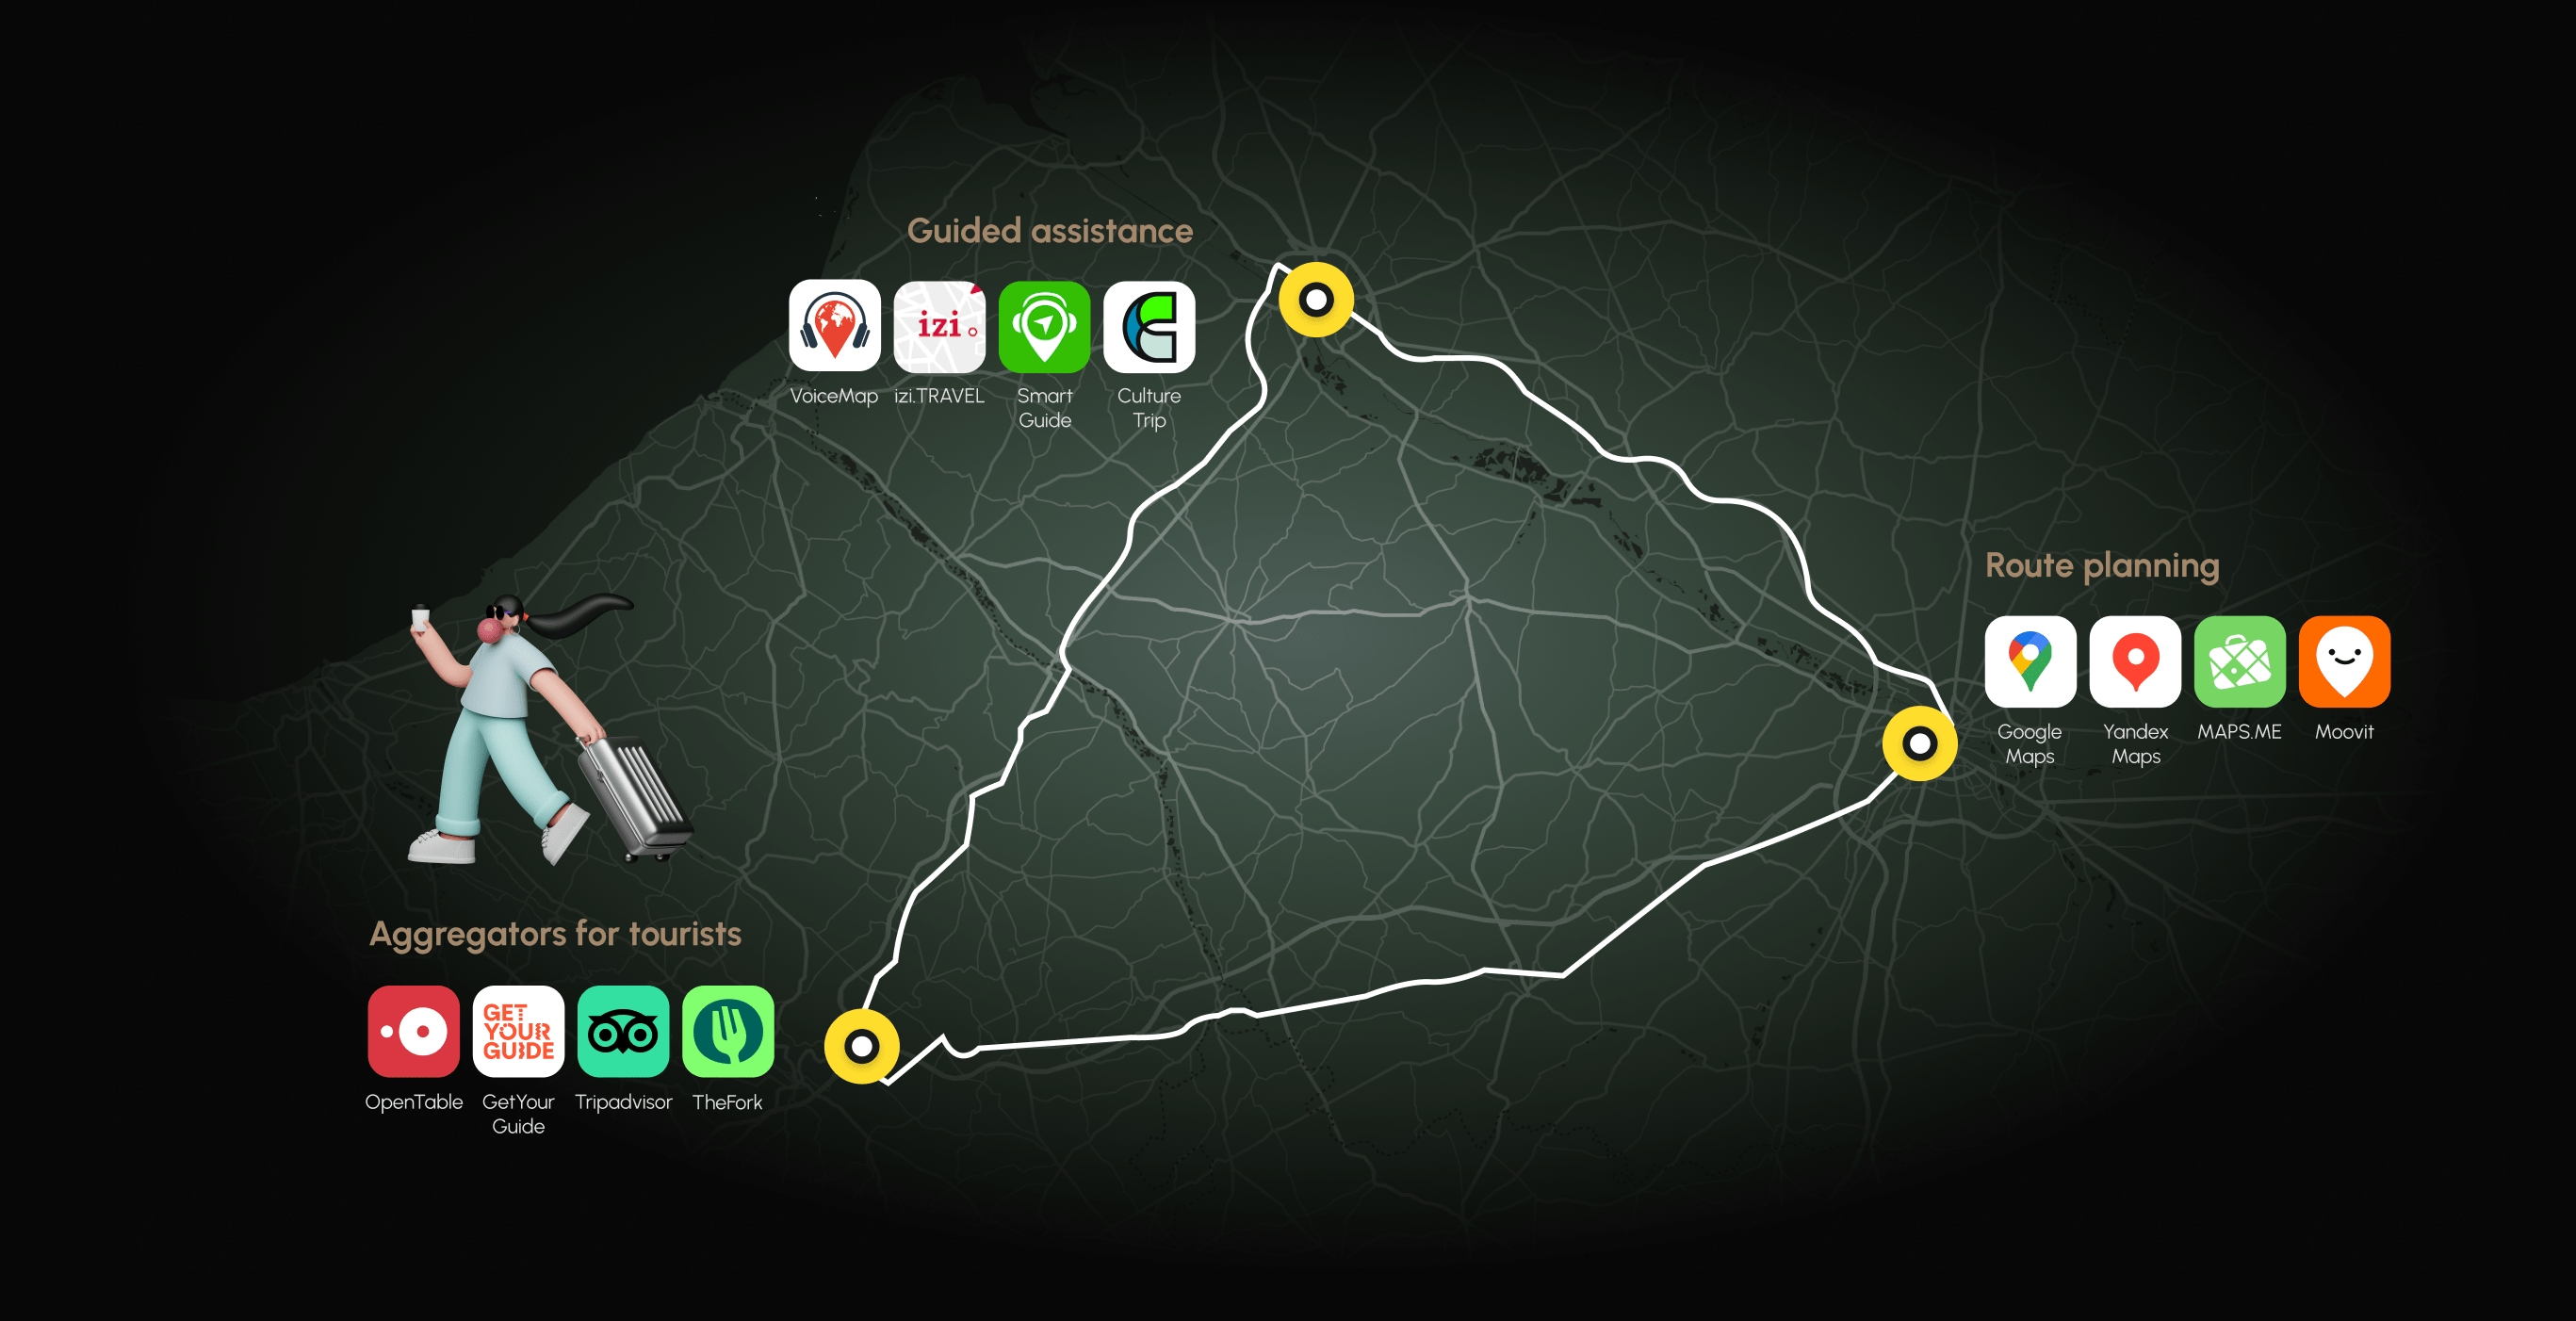 Guided assistance
izi
VoiceMap
izi.TRAVEL
Smart
Guide
Culture
Trip
Route planning
Google
Maps
Yandex
Maps
MAPS.ME
Moovit
Aggregators for tourists
GET
YOUR
GUIDE
OpenTable
GetYour
Guide
Tripadvisor
TheFork